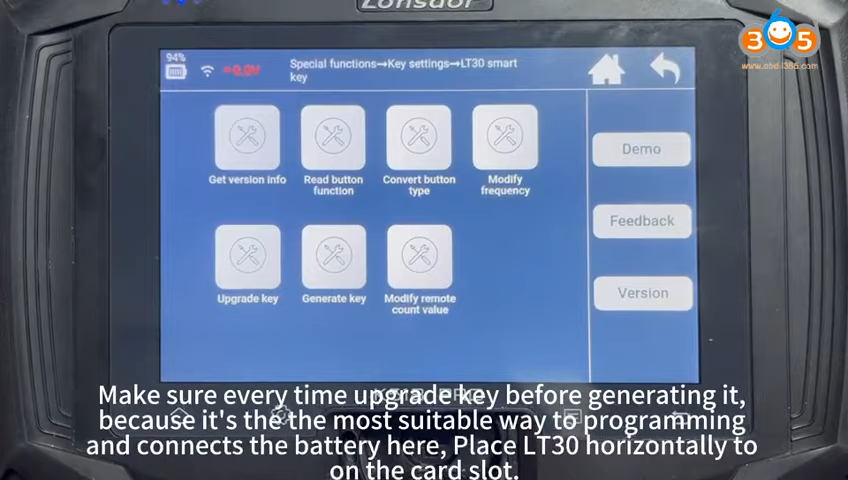 Lonsdor
365
www.obd-i365.com
94%
Special functions→Key settings→LT30 smart
key
Demo
Get version info
Read button
function
Convert button
type
Modify
frequency
Feedback
Upgrade key
Generate key
Modify remote
count value
Version
Make sure every time upgrade key before generating it,
because it's the the most suitable way to programming
and connects the battery here, Place LT30 horizontally to
on the card slot.